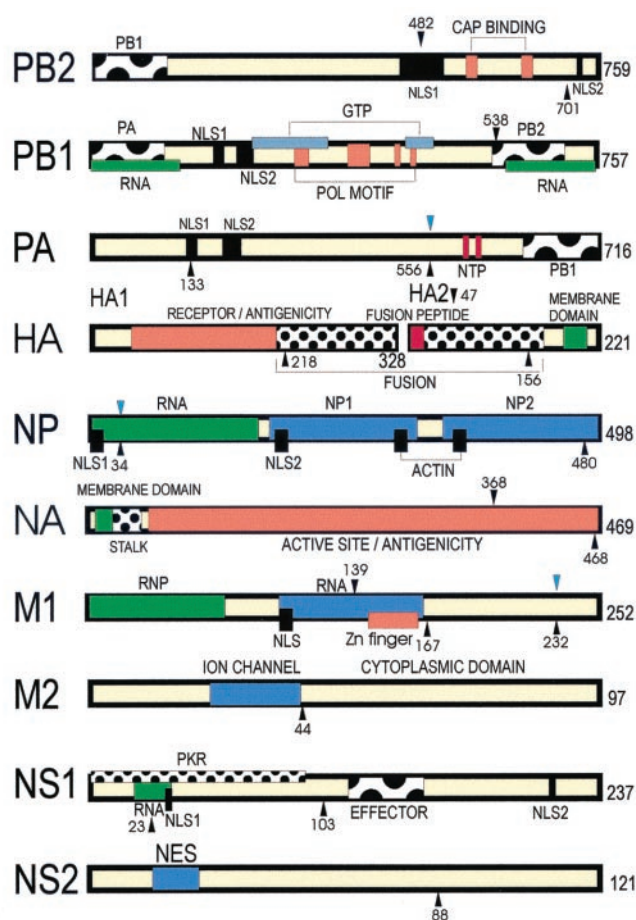 482
CAP BINDING
PB1
PB2
759
NLS1
701
NLS2
GTP
538
PA
NLS1
PB2
PB1
757
NLS2
RNA
POL MOTIF
RNA
NLS1
NLS2
PA
716
133
556
NTP
PB1
HA1
HA2
47
RECEPTOR / ANTIGENICITY
FUSION PEPTIDE
MEMBRANE DOMAIN
HA
221
218
328
156
FUSION
RNA
NP1
NP2
NP
498
NLS1
34
NLS2
ACTIN
480
MEMBRANE DOMAIN
368
NA
469
STALK
ACTIVE SITE / ANTIGENICITY
468
RNP
139
RNA
M1
252
NLS
Zn finger
167
232
ION CHANNEL
CYTOPLASMIC DOMAIN
M2
97
44
PKR
NS1
237
RNA
23
NLS1
103
EFFECTOR
NLS2
NES
NS2
121
88